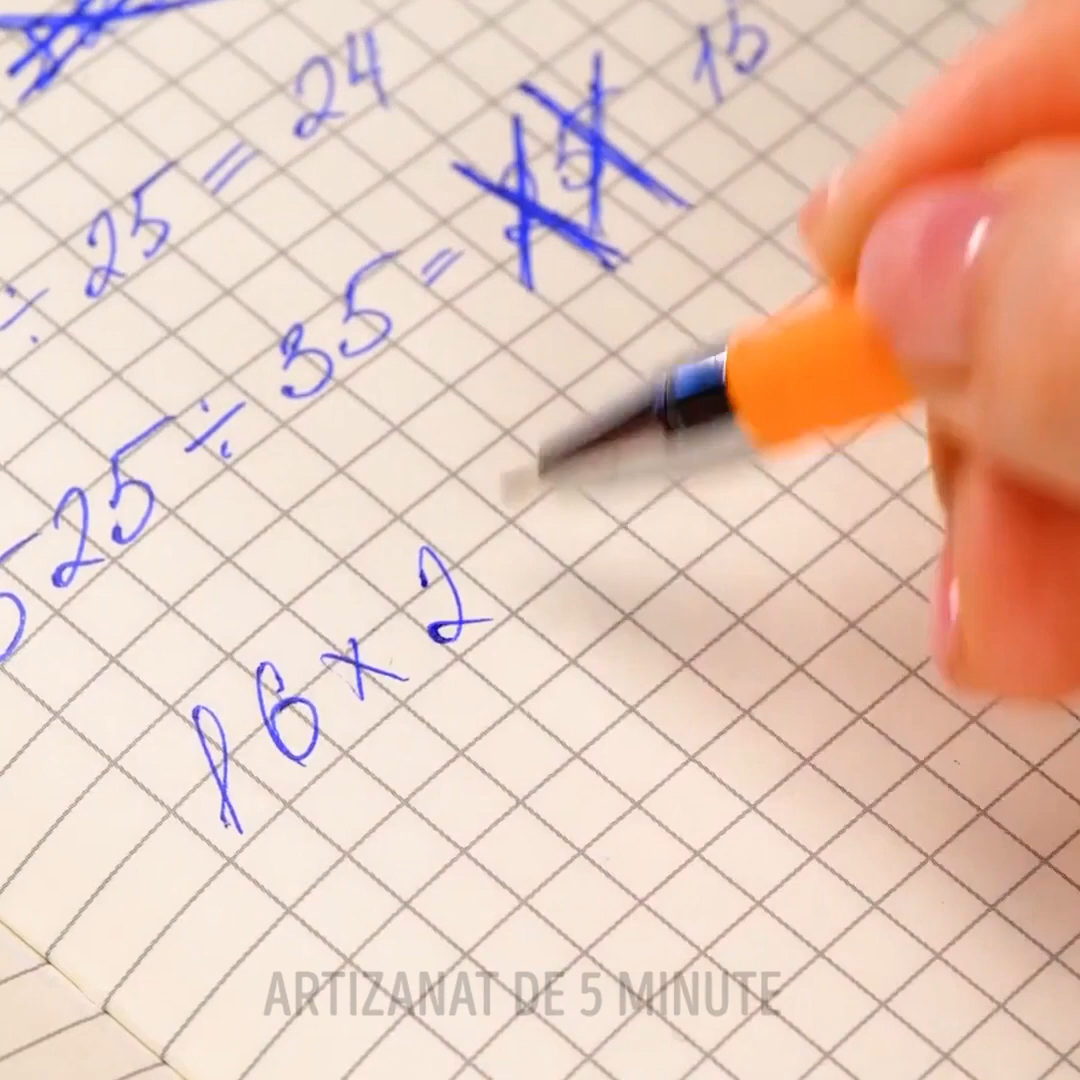 ÷ 25 = 24
525 ÷ 35 = 15
16 × 2
ARTIZANAT DE 5 MINUTE